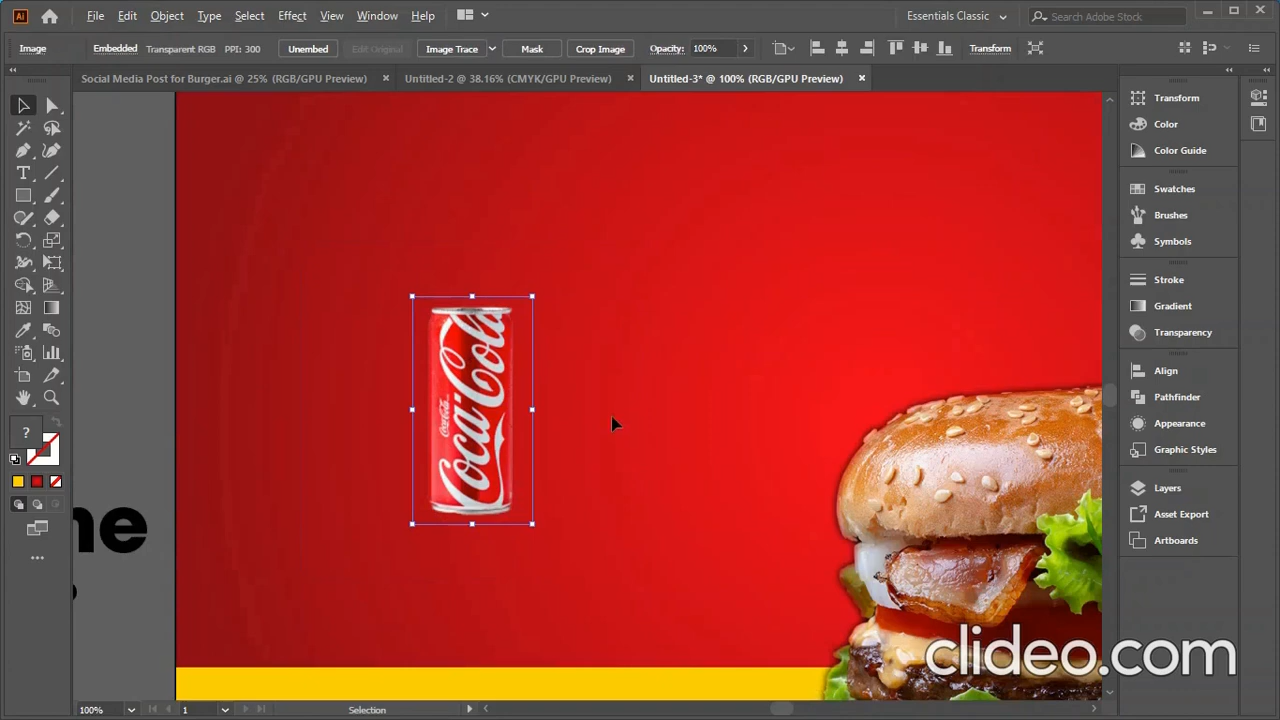 Ai File Edit Object Type Select Effect View Window Help Essentials Classic Search Adobe Stock
Image Embedded Transparent RGB PPI: 300 Unembed Edit Original Image Trace Mask Crop Image Opacity: 100% Transform
Social Media Post for Burger.ai @ 25% (RGB/GPU Preview) Untitled-2 @ 38.16% (CMYK/GPU Preview) Untitled-3* @ 100% (RGB/GPU Preview)
Transform
Color
Color Guide
Swatches
Brushes
Symbols
Stroke
Gradient
Transparency
Align
Pathfinder
Appearance
Graphic Styles
Layers
Asset Export
Artboards
T
?
Coca-Cola
Coca-Cola
ne
clideo.com
100% 1 Selection